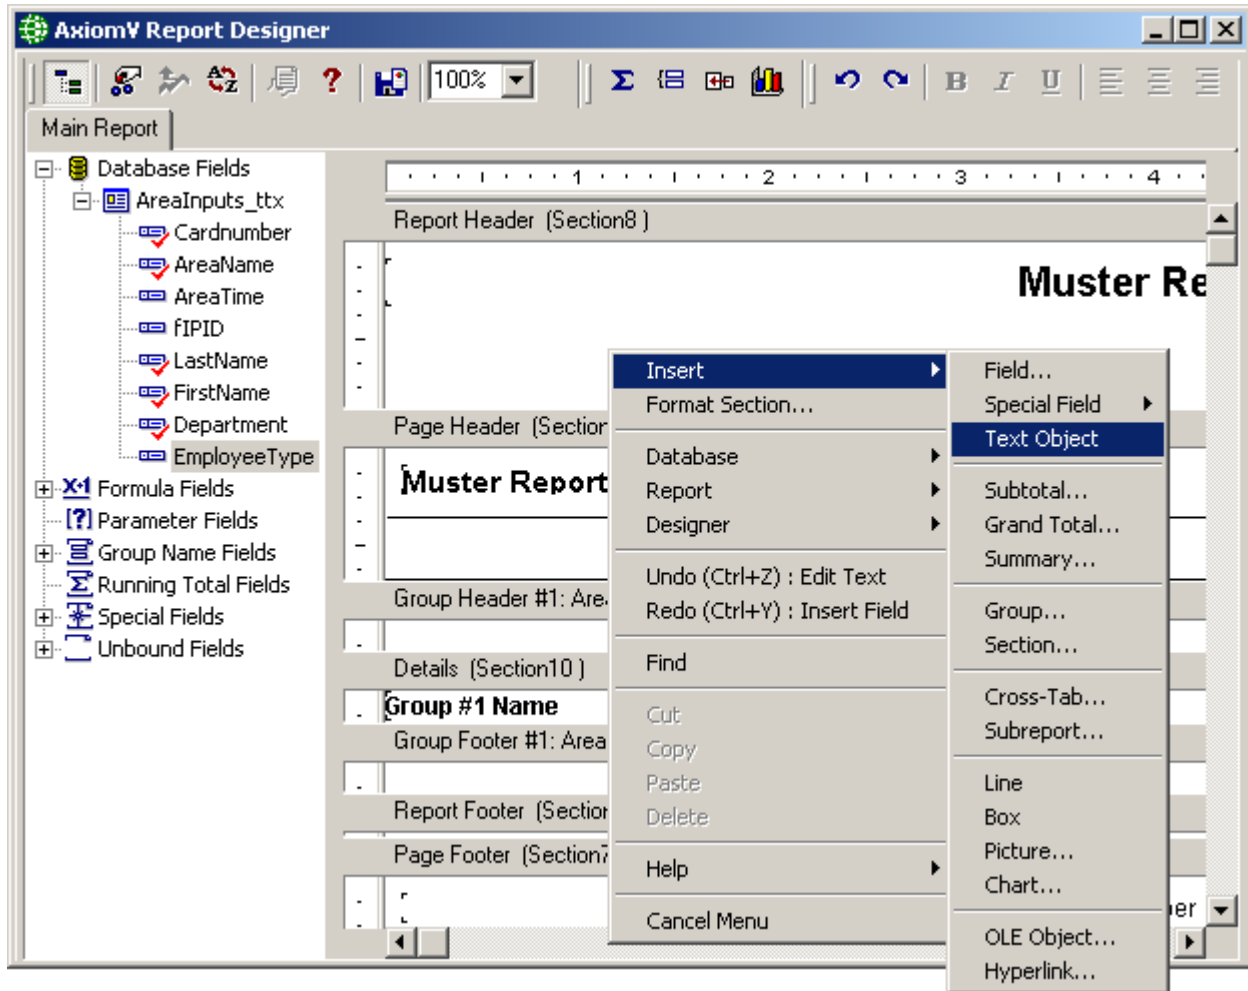 AxiomV Report Designer
100%
Σ
B I U
Main Report
Database Fields
AreaInputs_ttx
Cardnumber
AreaName
AreaTime
fIPID
LastName
FirstName
Department
EmployeeType
Formula Fields
Parameter Fields
Group Name Fields
Running Total Fields
Special Fields
Unbound Fields
1 2 3 4
Report Header (Section8 )
Muster Re
Page Header (Section
Muster Report
Group Header #1: Area
Details (Section10 )
Group #1 Name
Group Footer #1: Area
Report Footer (Section
Page Footer (Section7
Insert
Format Section...
Database
Report
Designer
Undo (Ctrl+Z) : Edit Text
Redo (Ctrl+Y) : Insert Field
Find
Cut
Copy
Paste
Delete
Help
Cancel Menu
Field...
Special Field
Text Object
Subtotal...
Grand Total...
Summary...
Group...
Section...
Cross-Tab...
Subreport...
Line
Box
Picture...
Chart...
OLE Object...
Hyperlink...